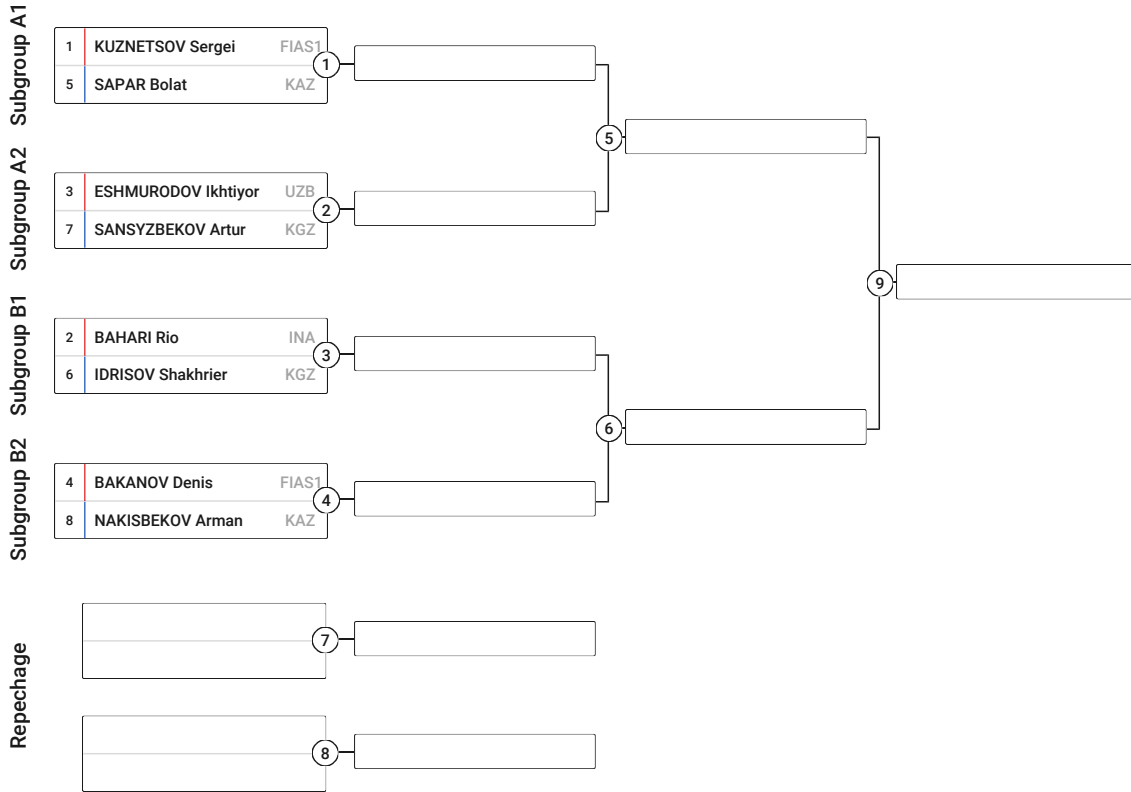 Subgroup A1
1 KUZNETSOV Sergei FIAS1
5 SAPAR Bolat KAZ
1
Subgroup A2
3 ESHMURODOV Ikhtiyor UZB
7 SANSYZBEKOV Artur KGZ
2
5
Subgroup B1
2 BAHARI Rio INA
6 IDRISOV Shakhrier KGZ
3
Subgroup B2
4 BAKANOV Denis FIAS1
8 NAKISBEKOV Arman KAZ
4
6
9
Repechage
7
8